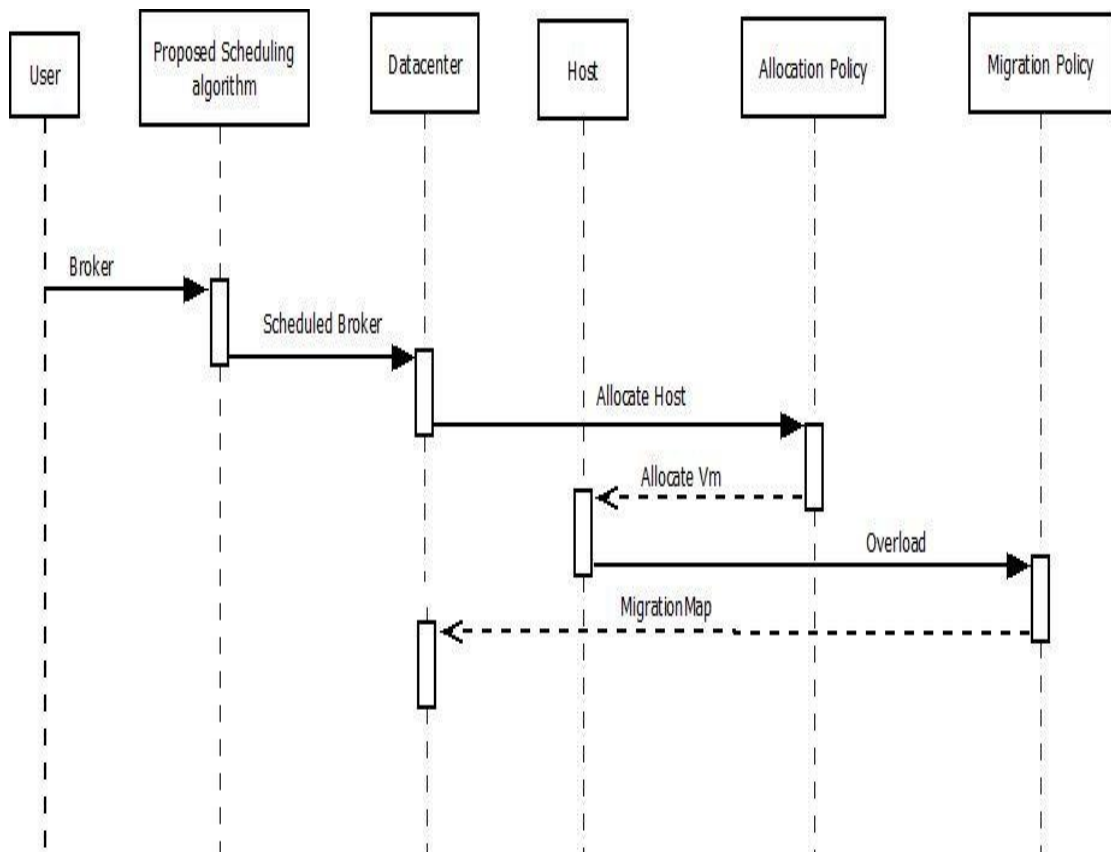 User
Proposed Scheduling
algorithm
Datacenter
Host
Allocation Policy
Migration Policy
Broker
Scheduled Broker
Allocate Host
Allocate Vm
Overload
MigrationMap